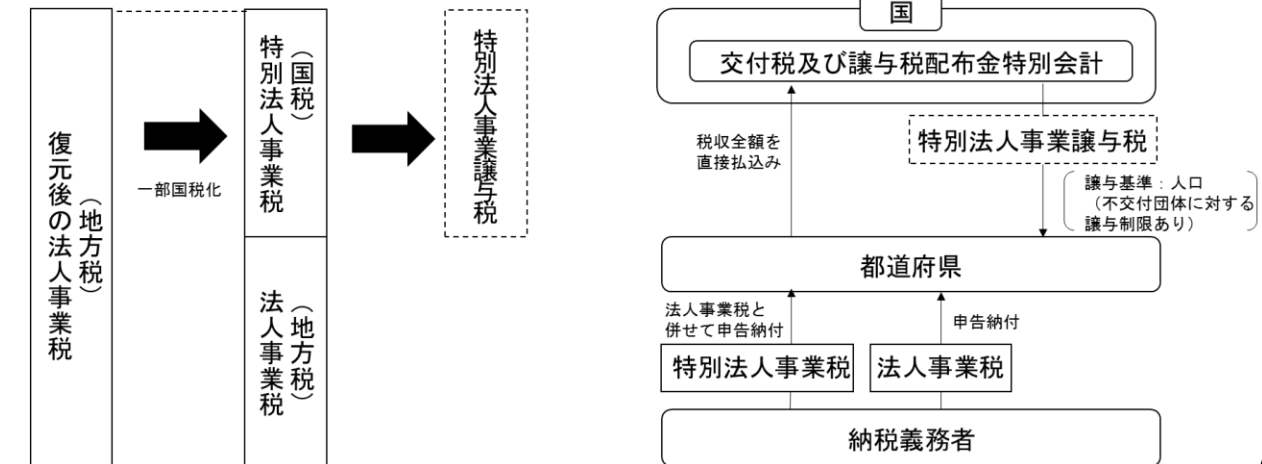 復元後の法人事業税
（地方税）
一部国税化
特別法人事業税
（国税）
法人事業税
（地方税）
特別法人事業譲与税
国
交付税及び譲与税配布金特別会計
税収全額を
直接払込み
特別法人事業譲与税
譲与基準：人口
（不交付団体に対する
譲与制限あり）
都道府県
法人事業税と
併せて申告納付
申告納付
特別法人事業税
法人事業税
納税義務者